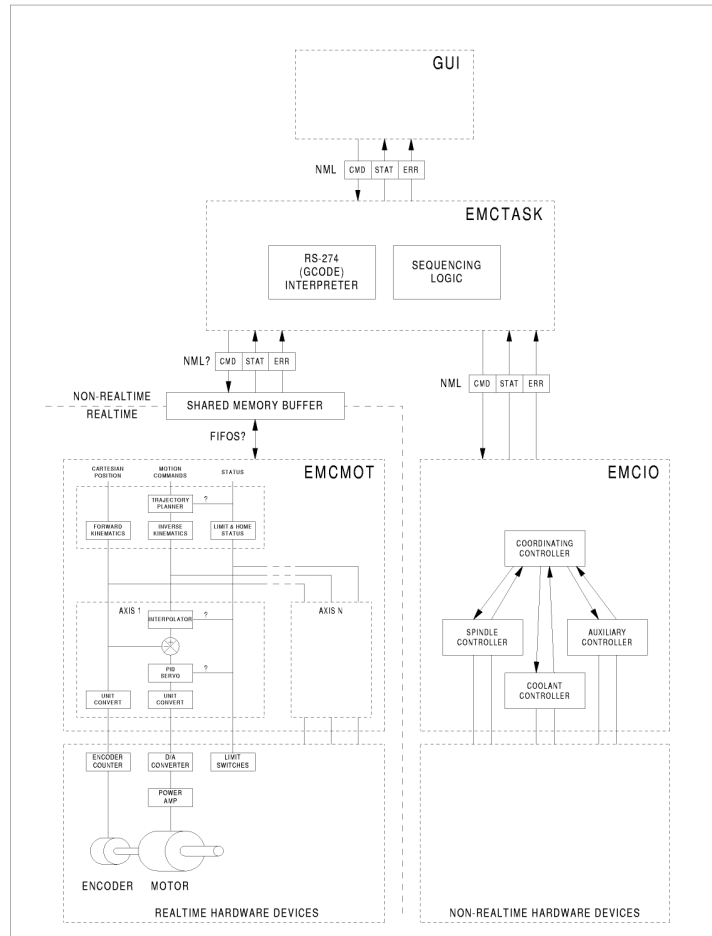 GUI
NML
CMD STAT ERR
EMCTASK
RS-274
(GCODE)
INTERPRETER
SEQUENCING
LOGIC
NML?
CMD STAT ERR
NML
CMD STAT ERR
NON-REALTIME
REALTIME
SHARED MEMORY BUFFER
FIFOS?
EMCMOT
CARTESIAN
POSITION
MOTION
COMMANDS
STATUS
TRAJECTORY
PLANNER
?
FORWARD
KINEMATICS
INVERSE
KINEMATICS
LIMIT & HOME
STATUS
AXIS 1
INTERPOLATOR
?
PID
SERVO
?
UNIT
CONVERT
UNIT
CONVERT
AXIS N
EMCIO
COORDINATING
CONTROLLER
SPINDLE
CONTROLLER
AUXILIARY
CONTROLLER
COOLANT
CONTROLLER
ENCODER
COUNTER
D/A
CONVERTER
LIMIT
SWITCHES
POWER
AMP
ENCODER
MOTOR
REALTIME HARDWARE DEVICES
NON-REALTIME HARDWARE DEVICES